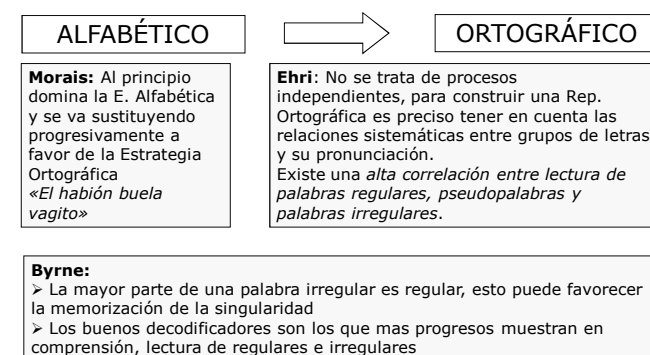 ALFABÉTICO
ORTOGRÁFICO
Morais: Al principio
domina la E. Alfabética
y se va sustituyendo
progresivamente a
favor de la Estrategia
Ortográfica
«El habión buela
vagito»
Ehri: No se trata de procesos
independientes, para construir una Rep.
Ortográfica es preciso tener en cuenta las
relaciones sistemáticas entre grupos de letras
y su pronunciación.
Existe una alta correlación entre lectura de
palabras regulares, pseudopalabras y
palabras irregulares.
Byrne:
➢ La mayor parte de una palabra irregular es regular, esto puede favorecer
la memorización de la singularidad
➢ Los buenos decodificadores son los que mas progresos muestran en
comprensión, lectura de regulares e irregulares